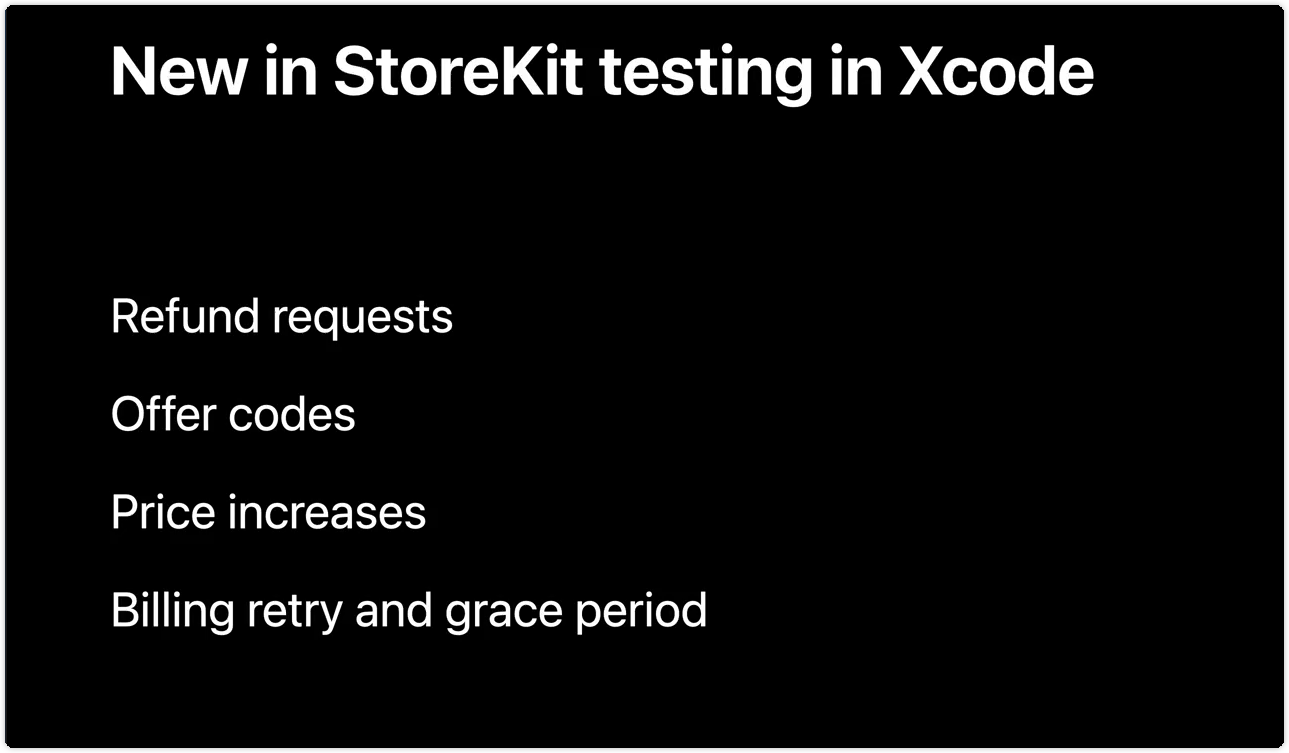 New in StoreKit testing in Xcode
Refund requests
Offer codes
Price increases
Billing retry and grace period